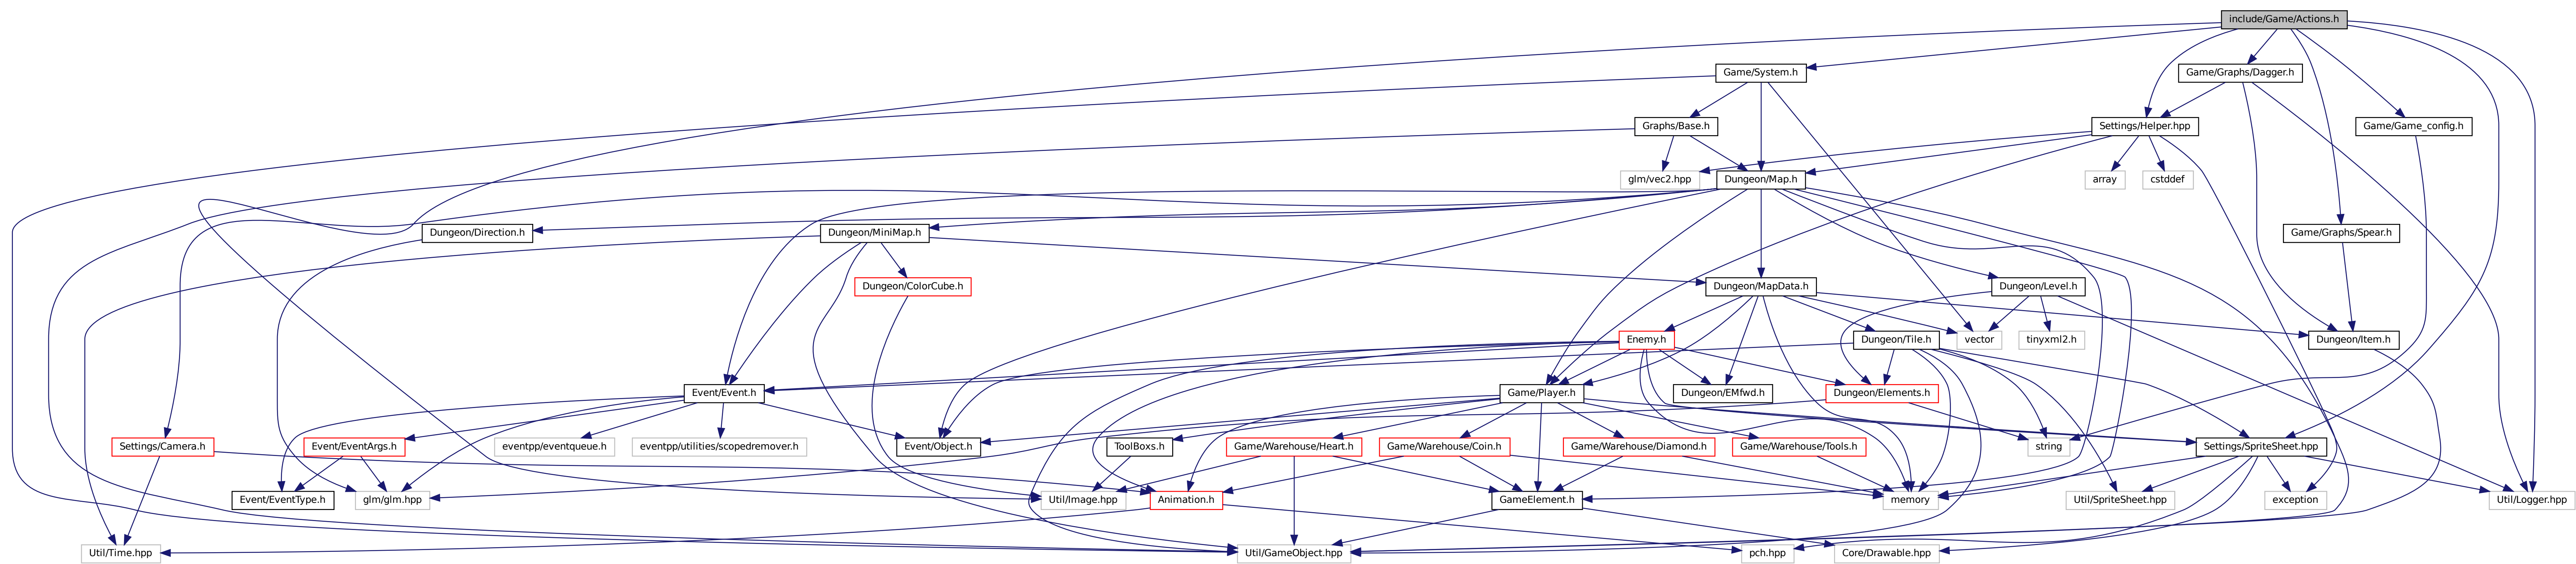 include/Game/Actions.h
Game/System.h
Game/Graphs/Dagger.h
Graphs/Base.h
Settings/Helper.hpp
Game/Game_config.h
glm/vec2.hpp
Dungeon/Map.h
array
cstddef
Dungeon/Direction.h
Dungeon/MiniMap.h
Game/Graphs/Spear.h
Dungeon/ColorCube.h
Dungeon/MapData.h
Dungeon/Level.h
Enemy.h
Dungeon/Tile.h
vector
tinyxml2.h
Dungeon/Item.h
Event/Event.h
Game/Player.h
Dungeon/EMfwd.h
Dungeon/Elements.h
Settings/Camera.h
Event/EventArgs.h
eventpp/eventqueue.h
eventpp/utilities/scopedremover.h
Event/Object.h
ToolBoxs.h
Game/Warehouse/Heart.h
Game/Warehouse/Coin.h
Game/Warehouse/Diamond.h
Game/Warehouse/Tools.h
string
Settings/SpriteSheet.hpp
Event/EventType.h
glm/glm.hpp
Util/Image.hpp
Animation.h
GameElement.h
memory
Util/SpriteSheet.hpp
exception
Util/Logger.hpp
Util/Time.hpp
Util/GameObject.hpp
pch.hpp
Core/Drawable.hpp